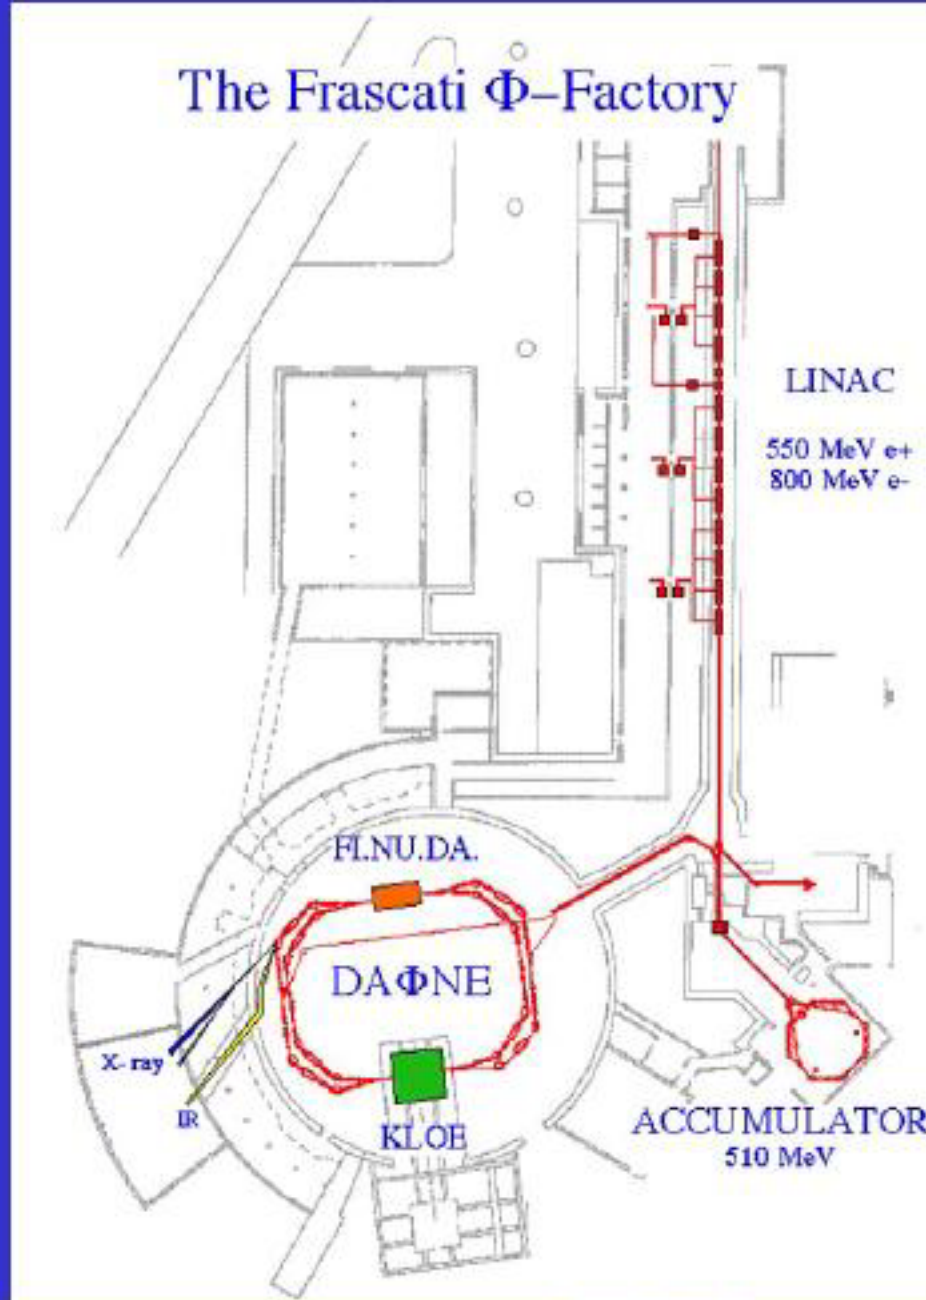 The Frascati Φ-Factory
LINAC
550 MeV e+
800 MeV e-
FI.NU.DA.
DAΦNE
X- ray
IR
KLOE
ACCUMULATOR
510 MeV